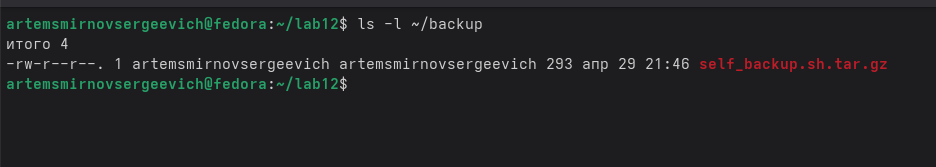 artemsmirnovsergeevich@fedora:~/lab12$ ls -l ~/backup
итого 4
-rw-r--r--. 1 artemsmirnovsergeevich artemsmirnovsergeevich 293 апр 29 21:46 self_backup.sh.tar.gz
artemsmirnovsergeevich@fedora:~/lab12$